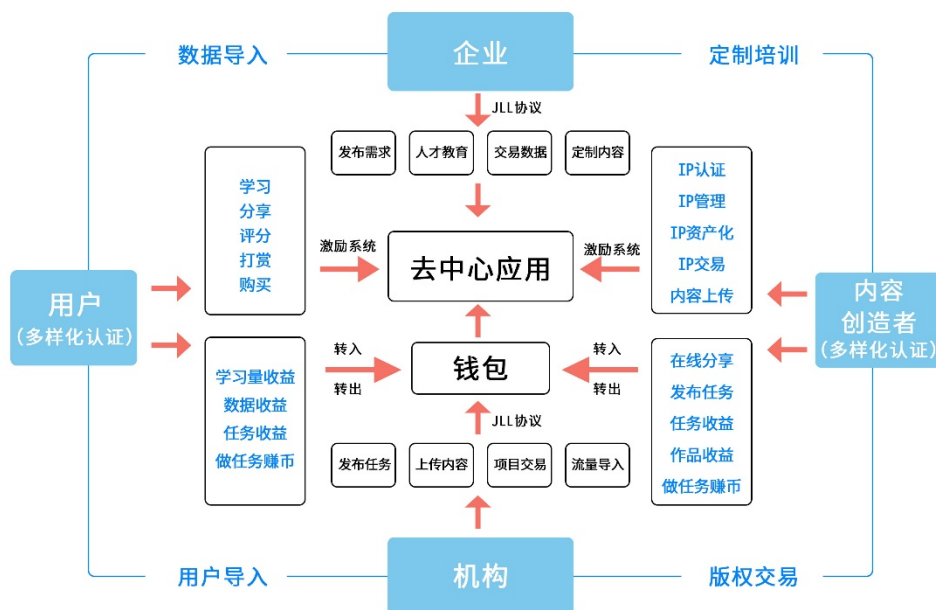 数据导入
企业
定制培训
JLL协议
发布需求
人才教育
交易数据
定制内容
学习
分享
评分
打赏
购买
激励系统
去中心应用
激励系统
IP认证
IP管理
IP资产化
IP交易
内容上传
用户
(多样化认证)
内容
创造者
(多样化认证)
学习量收益
数据收益
任务收益
做任务赚币
转入
转出
钱包
转入
转出
在线分享
发布任务
任务收益
作品收益
做任务赚币
JLL协议
发布任务
上传内容
项目交易
流量导入
用户导入
机构
版权交易